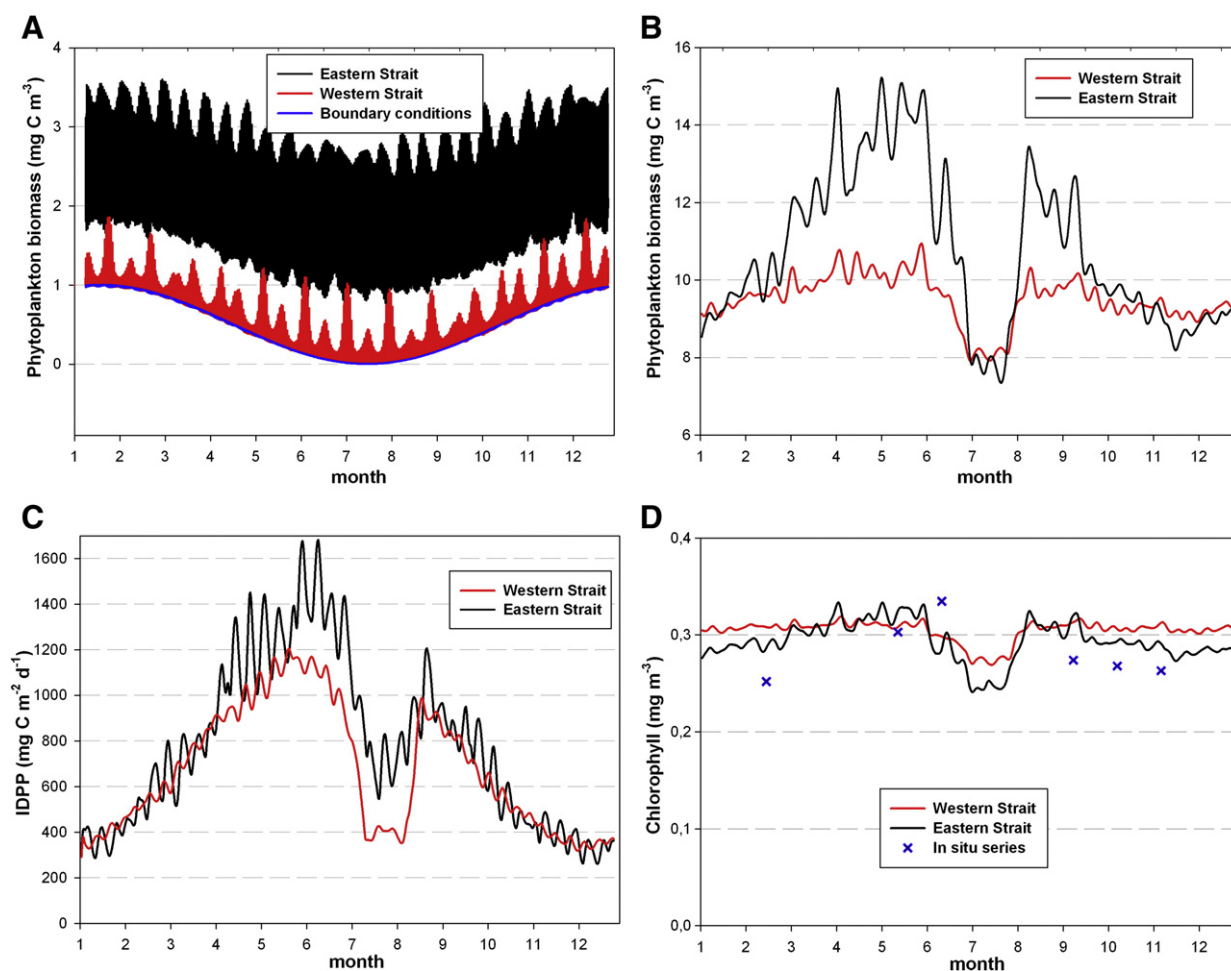 A
Phytoplankton biomass (mg C m-3)
4
3
2
1
0
Eastern Strait
Western Strait
Boundary conditions
1 2 3 4 5 6 7 8 9 10 11 12
month
B
Phytoplankton biomass (mg C m-3)
16
14
12
10
8
6
Western Strait
Eastern Strait
1 2 3 4 5 6 7 8 9 10 11 12
month
C
IDPP (mg C m-2 d-1)
1600
1400
1200
1000
800
600
400
200
0
Western Strait
Eastern Strait
1 2 3 4 5 6 7 8 9 10 11 12
month
D
Chlorophyll (mg m-3)
0,4
0,3
0,2
0,1
0,0
Western Strait
Eastern Strait
In situ series
1 2 3 4 5 6 7 8 9 10 11 12
month